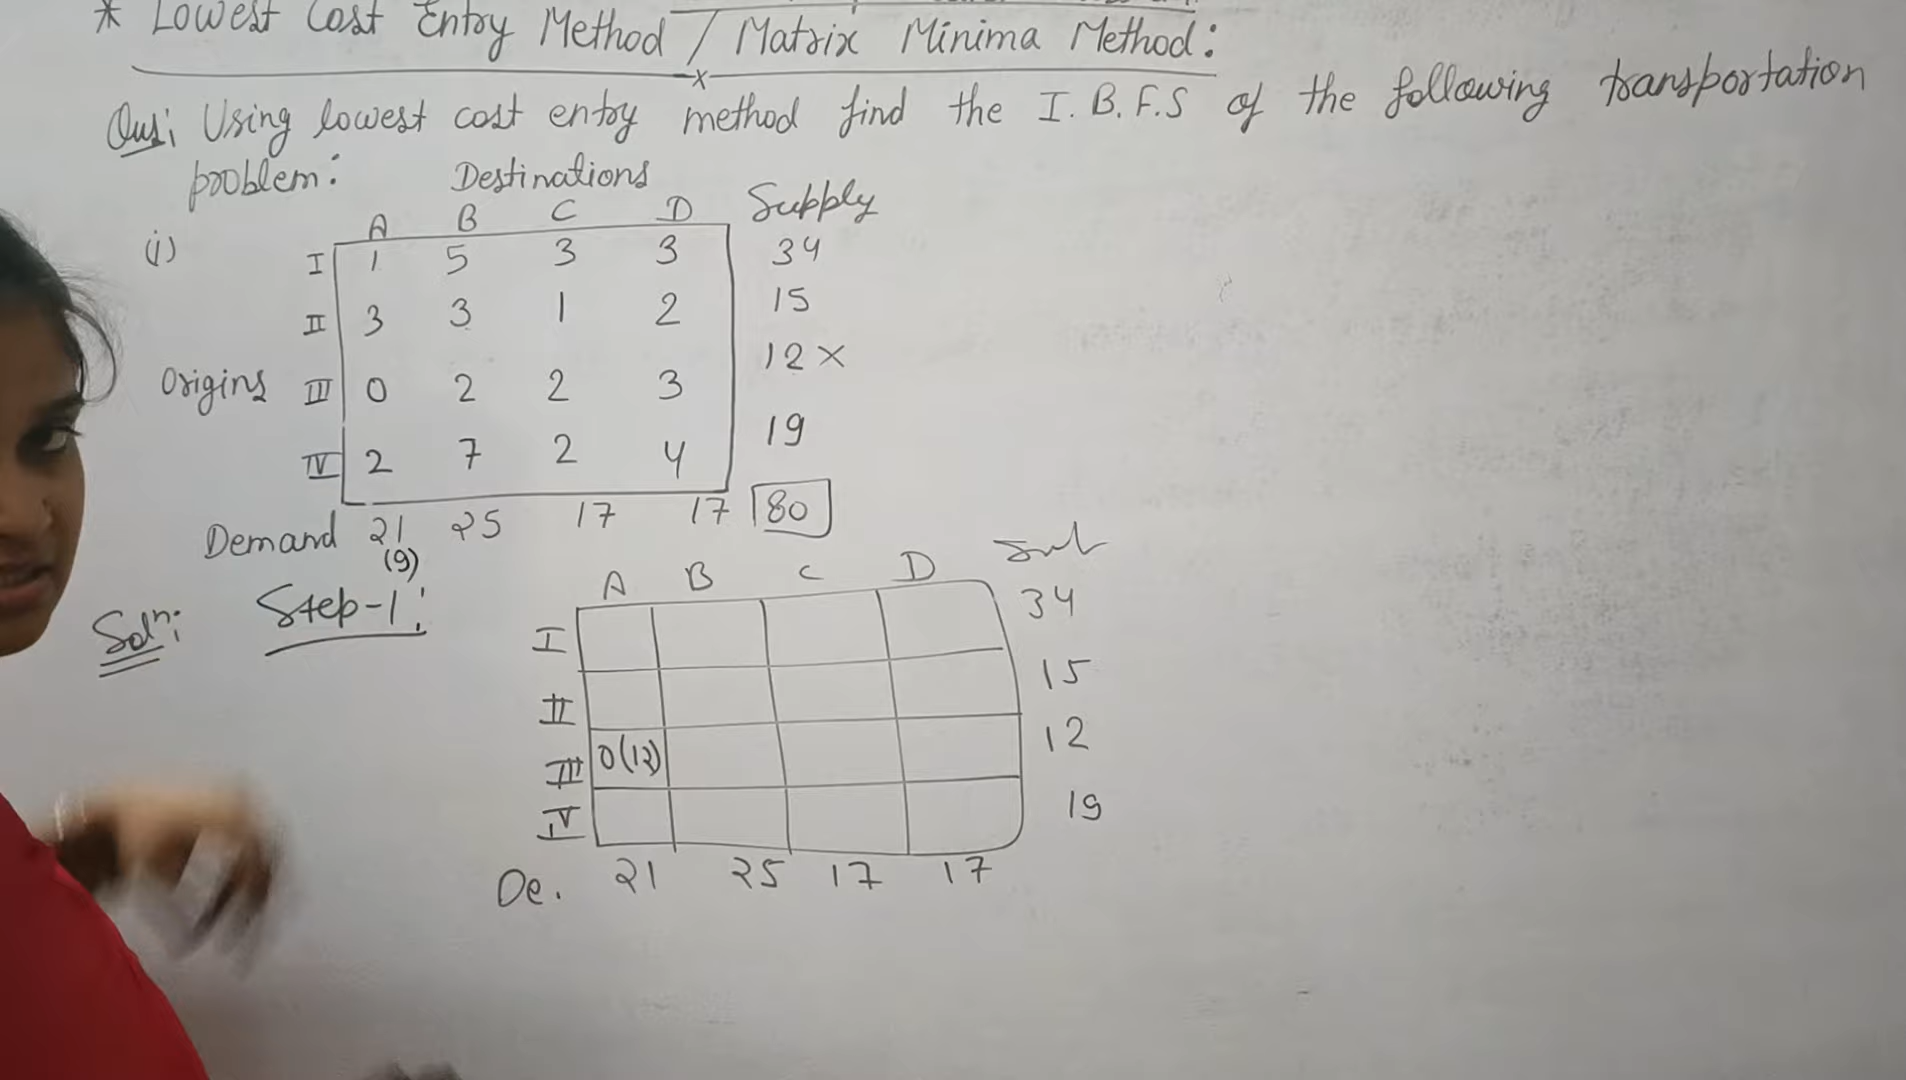 * Lowest Cost Entry Method / Matrix Minima Method:
Ques: Using lowest cost entry method find the I.B.F.S of the following transportation
problem:
Destinations
A B C D Supply
(i)
I 1 5 3 3 34
II 3 3 1 2 15
Origins III 0 2 2 3 12 ×
IV 2 7 2 4 19
Demand 21 25 17 17 80
(9)
Soln: Step-1:
A B C D
I 34
II 15
III 0(12) 12
IV 19
De. 21 25 17 17